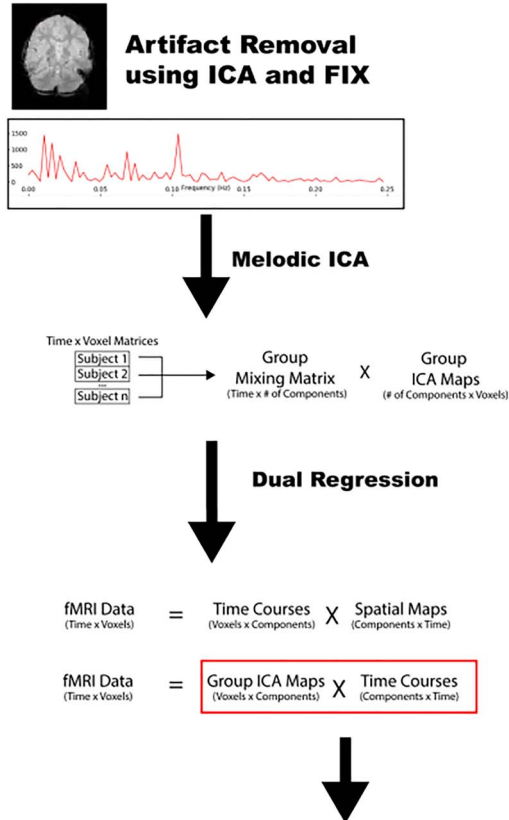 Artifact Removal
using ICA and FIX
1500
1000
500
0
0.00 0.05 0.10 0.15 0.20 0.25
Frequency (Hz)
Melodic ICA
Time x Voxel Matrices
Subject 1
Subject 2
...
Subject n
Group
Mixing Matrix
(Time x # of Components)
X
Group
ICA Maps
(# of Components x Voxels)
Dual Regression
fMRI Data = Time Courses X Spatial Maps
(Time x Voxels) (Voxels x Components) (Components x Time)
fMRI Data = Group ICA Maps X Time Courses
(Time x Voxels) (Voxels x Components) (Components x Time)